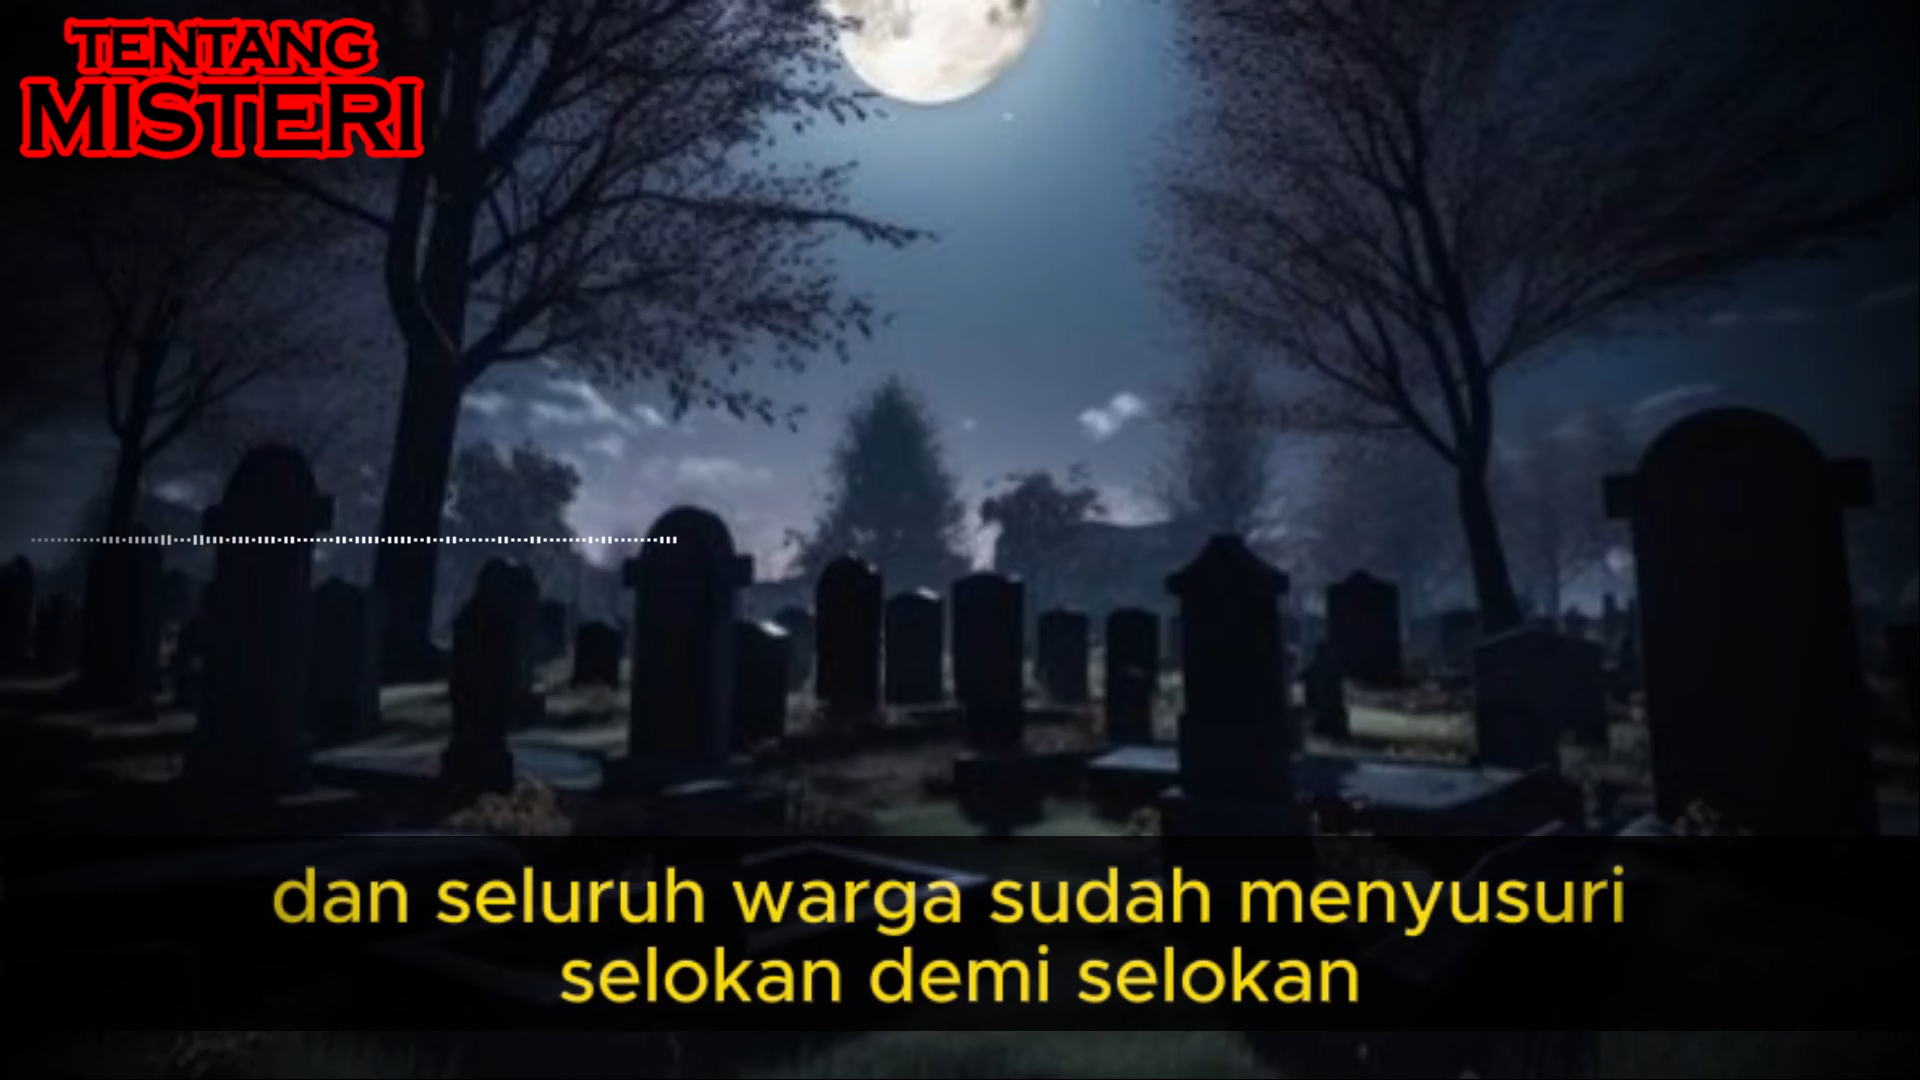 TENTANG
MISTERI
dan seluruh warga sudah menyusuri
selokan demi selokan